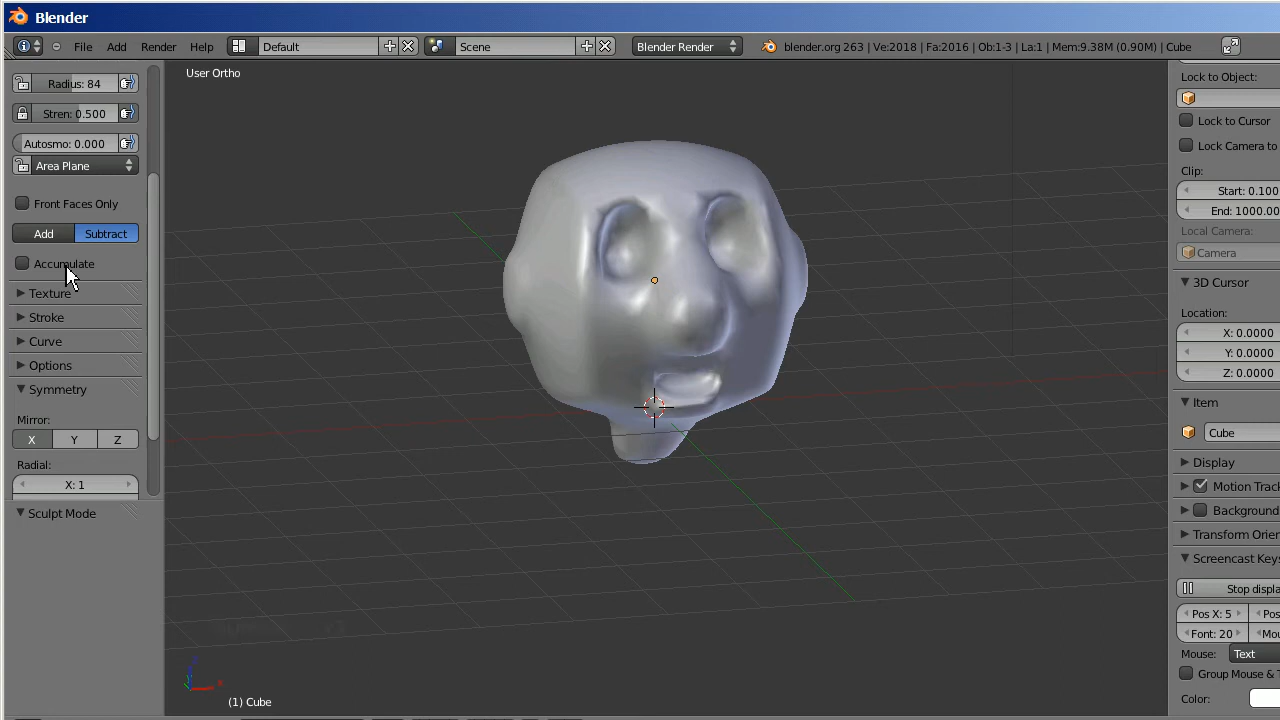 Blender
File Add Render Help Default Scene Blender Render blender.org 263 | Ve:2018 | Fa:2016 | Ob:1-3 | La:1 | Mem:9.38M (0.90M) | Cube
Radius: 84
Stren: 0.500
Autosmo: 0.000
Area Plane
Front Faces Only
Add Subtract
Accumulate
Texture
Stroke
Curve
Options
Symmetry
Mirror:
X Y Z
Radial:
X: 1
Sculpt Mode
User Ortho
(1) Cube
Lock to Object:
Lock to Cursor
Lock Camera to
Clip:
Start: 0.100
End: 1000.00
Local Camera:
Camera
3D Cursor
Location:
X: 0.0000
Y: 0.0000
Z: 0.0000
Item
Cube
Display
Motion Track
Background
Transform Orien
Screencast Keys
Stop displa
Pos X: 5 Pos
Font: 20 Mou
Mouse: Text
Group Mouse & T
Color: